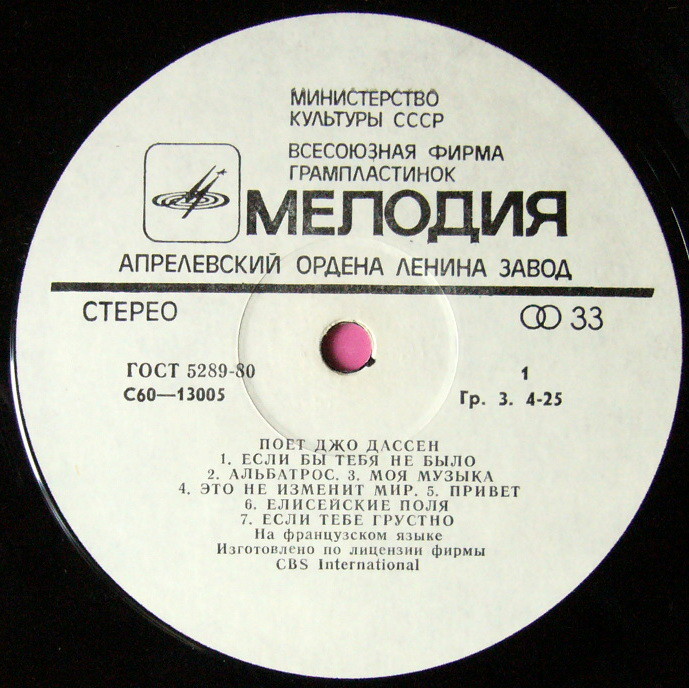 МИНИСТЕРСТВО
КУЛЬТУРЫ СССР
ВСЕСОЮЗНАЯ ФИРМА
ГРАМПЛАСТИНОК
МЕЛОДИЯ
АПРЕЛЕВСКИЙ ОРДЕНА ЛЕНИНА ЗАВОД
СТЕРЕО 33
ГОСТ 5289-80 1
С60—13005 Гр. 3. 4-25
ПОЕТ ДЖО ДАССЕН
1. ЕСЛИ БЫ ТЕБЯ НЕ БЫЛО
2. АЛЬБАТРОС. 3. МОЯ МУЗЫКА
4. ЭТО НЕ ИЗМЕНИТ МИР. 5. ПРИВЕТ
6. ЕЛИСЕЙСКИЕ ПОЛЯ
7. ЕСЛИ ТЕБЕ ГРУСТНО
На французском языке
Изготовлено по лицензии фирмы
CBS International